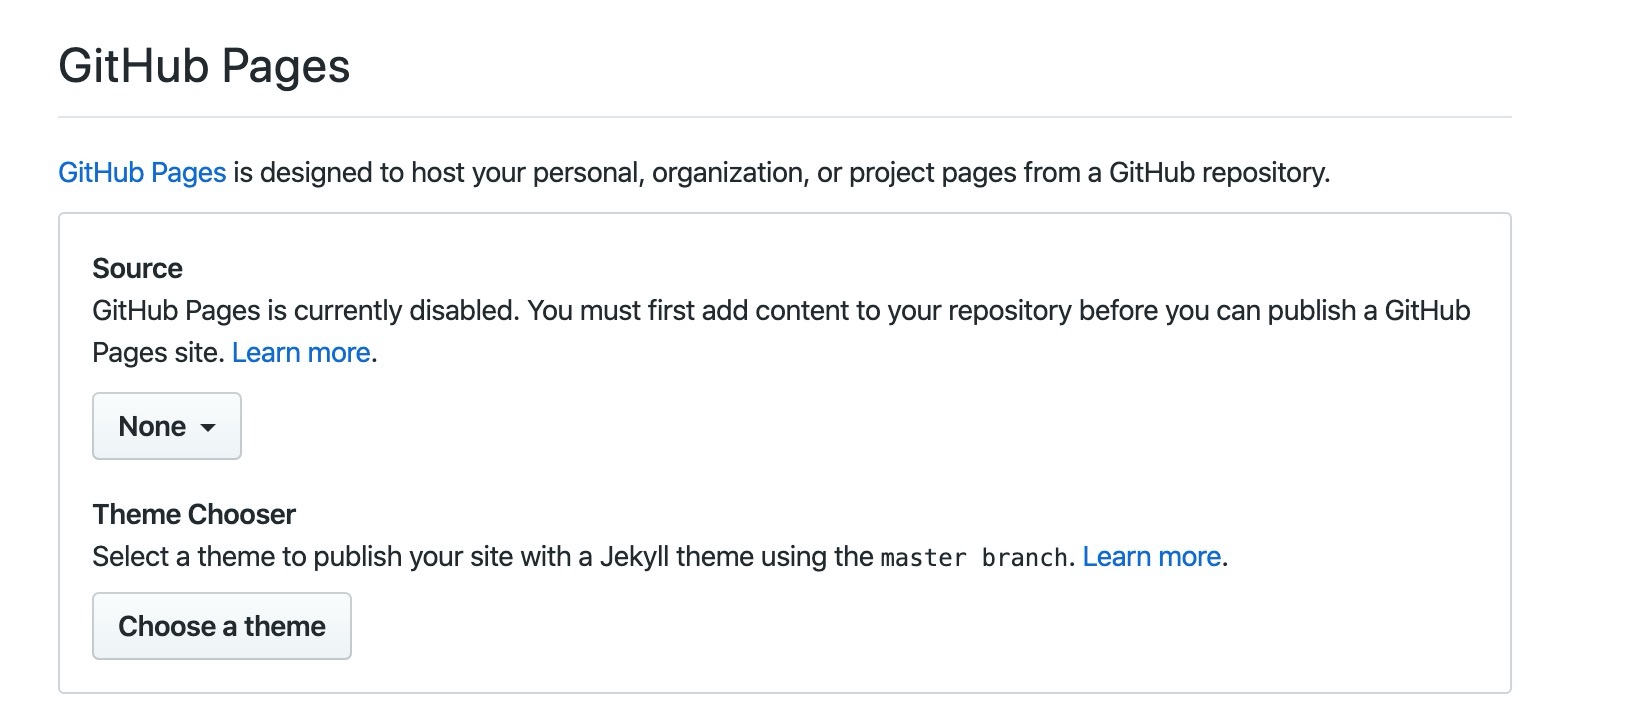 GitHub Pages
GitHub Pages is designed to host your personal, organization, or project pages from a GitHub repository.
Source
GitHub Pages is currently disabled. You must first add content to your repository before you can publish a GitHub
Pages site. Learn more.
None
Theme Chooser
Select a theme to publish your site with a Jekyll theme using the master branch. Learn more.
Choose a theme